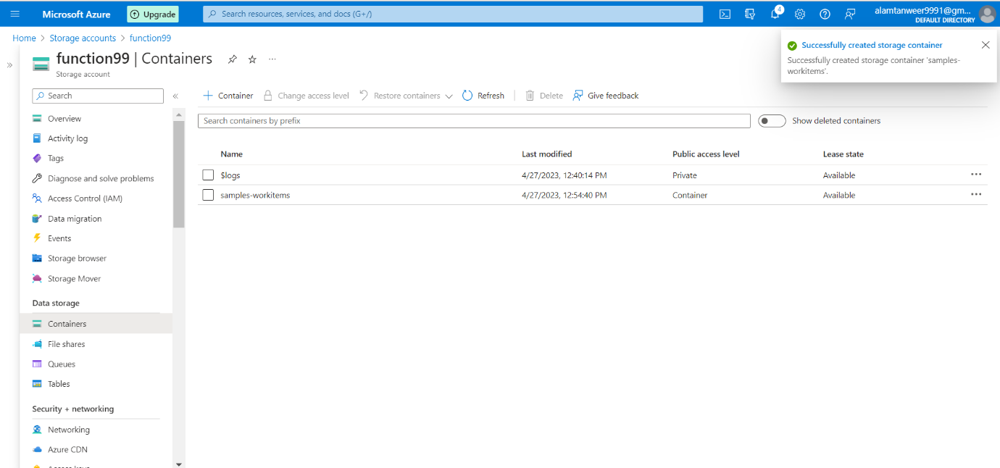 Microsoft Azure
Upgrade
Search resources, services, and docs (G+/)
4
alamtanweer9991@gm...
DEFAULT DIRECTORY
Home > Storage accounts > function99
function99 | Containers
Storage account
Successfully created storage container
Successfully created storage container 'samples-
workitems'.
Search
Container Change access level Restore containers Refresh Delete Give feedback
Search containers by prefix
Show deleted containers
Overview
Activity log
Tags
Diagnose and solve problems
Access Control (IAM)
Data migration
Events
Storage browser
Storage Mover
Data storage
Containers
File shares
Queues
Tables
Security + networking
Networking
Azure CDN
Access keys
Name Last modified Public access level Lease state
$logs 4/27/2023, 12:40:14 PM Private Available
samples-workitems 4/27/2023, 12:54:40 PM Container Available